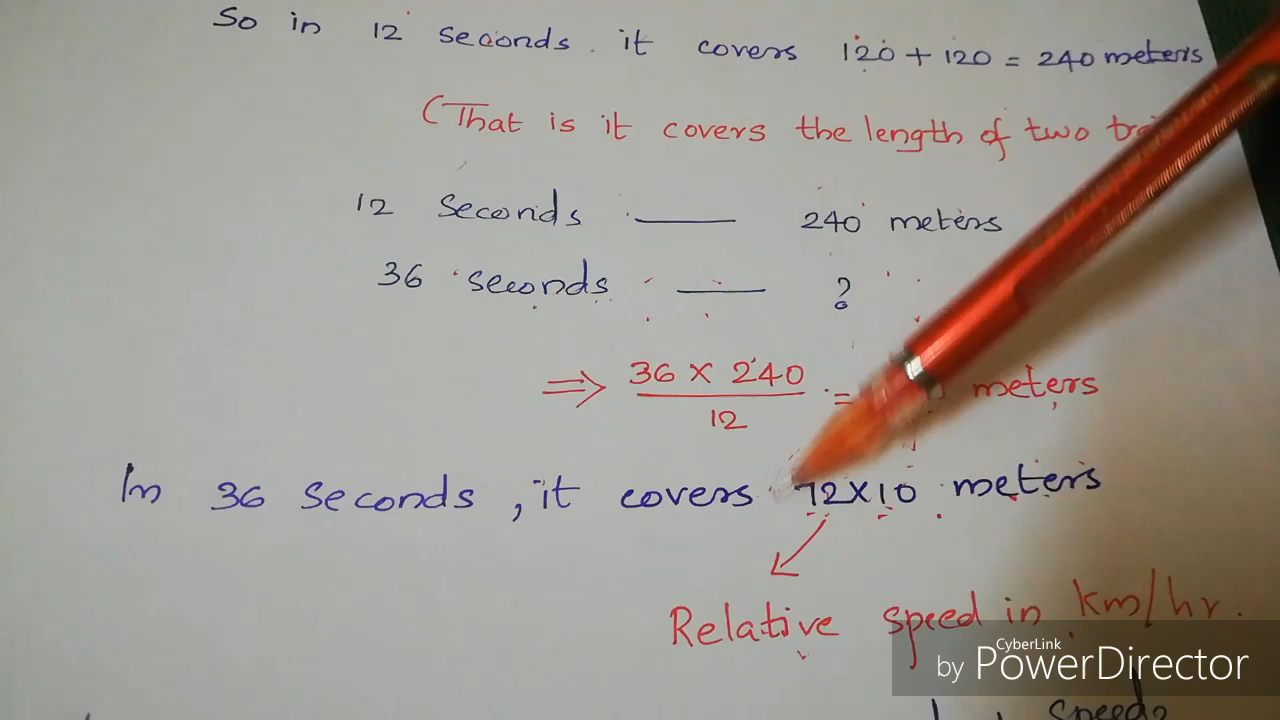 So in 12 seconds. it covers 120 + 120 = 240 meters
(That is it covers the length of two
12 seconds — 240 meters
36 seconds — ?
⇒ 36 × 240 / 12 = meters
In 36 seconds, it covers 72×10 meters
Relative speed in km/hr.
CyberLink
by PowerDirector